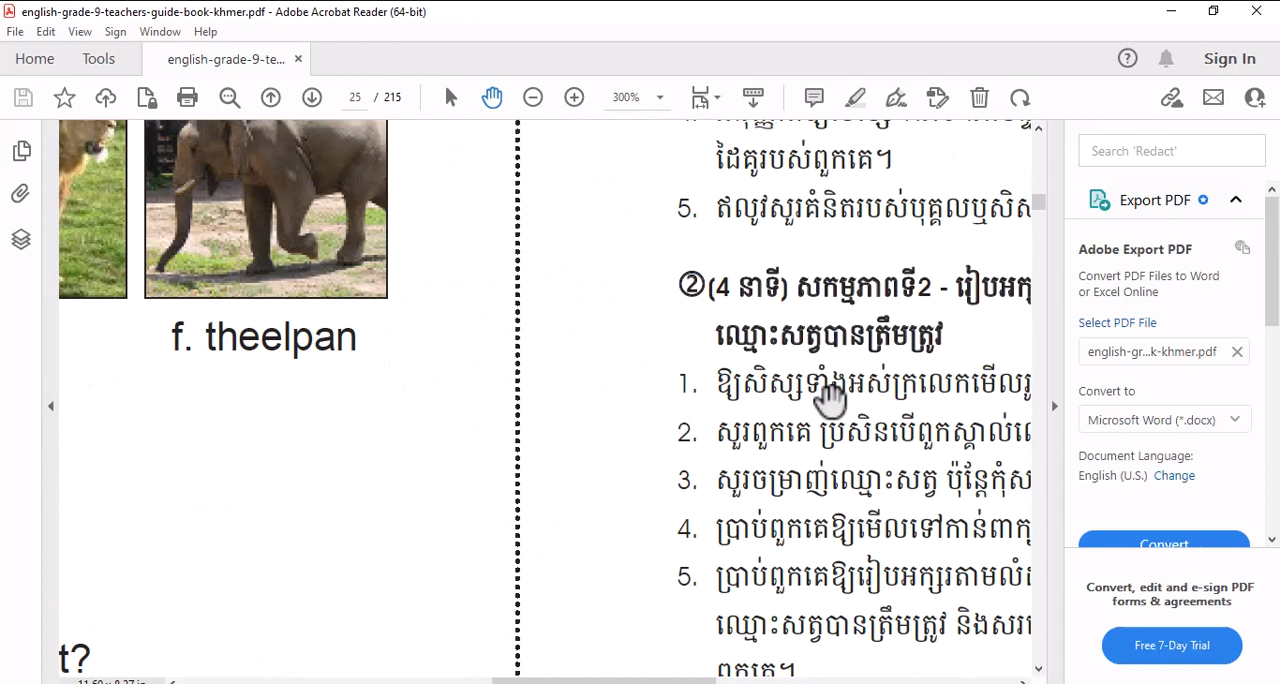 english-grade-9-teachers-guide-book-khmer.pdf - Adobe Acrobat Reader (64-bit)
File Edit View Sign Window Help
Home Tools english-grade-9-te... ×
Sign In
25 / 215
300%
ដៃគូរបស់ពួកគេ។
5. ឥលូវសួរគំនិតរបស់បុគ្គលឬសិស
②(4 នាទី) សកម្មភាពទី2 - រៀបអក្ស
ឈ្មោះសត្វបានត្រឹមត្រូវ
1. ឱ្យសិស្សទាំងអស់ក្រលេកមើលរូ
2. សួរពួកគេ ប្រសិនបើពួកស្គាល់
3. សួរចម្រាញ់ឈ្មោះសត្វ ប៉ុន្តែកុំស
4. ប្រាប់ពួកគេឱ្យមើលទៅកាន់ពាក្
5. ប្រាប់ពួកគេឱ្យរៀបអក្សរតាមលំ
ឈ្មោះសត្វបានត្រឹមត្រូវ និងសរ
ពួកគេ។
f. theelpan
t?
Search 'Redact'
Export PDF
Adobe Export PDF
Convert PDF Files to Word
or Excel Online
Select PDF File
english-gr...k-khmer.pdf
Convert to
Microsoft Word (*.docx)
Document Language:
English (U.S.) Change
Convert
Convert, edit and e-sign PDF
forms & agreements
Free 7-Day Trial